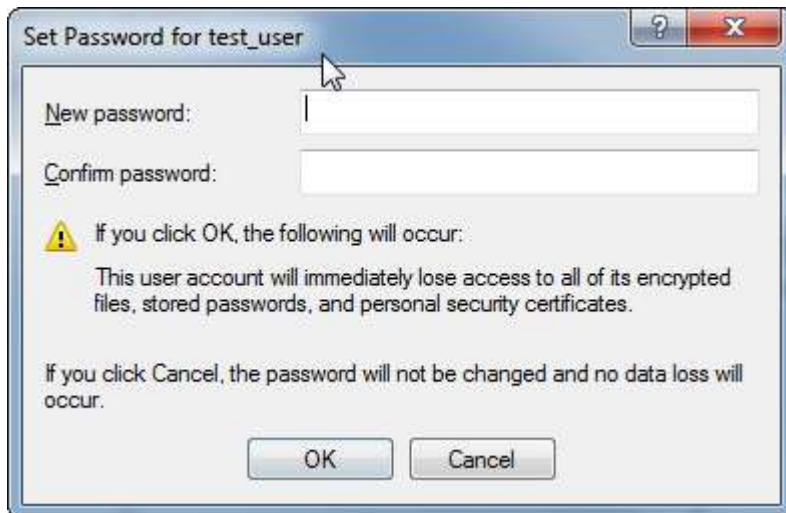 Set Password for test_user
New password:
Confirm password:
If you click OK, the following will occur:
This user account will immediately lose access to all of its encrypted
files, stored passwords, and personal security certificates.
If you click Cancel, the password will not be changed and no data loss will
occur.
OK Cancel